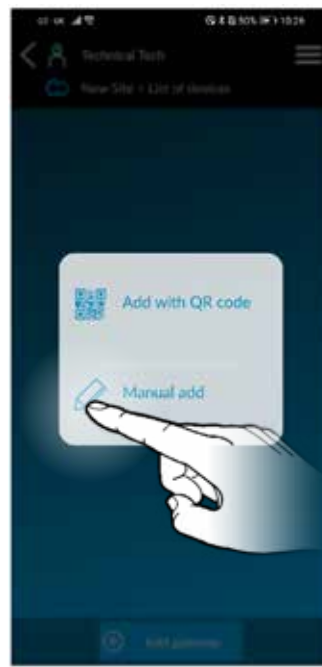 Technical Tech
New Site > List of devices
Add with QR code
Manual add
Add gateway